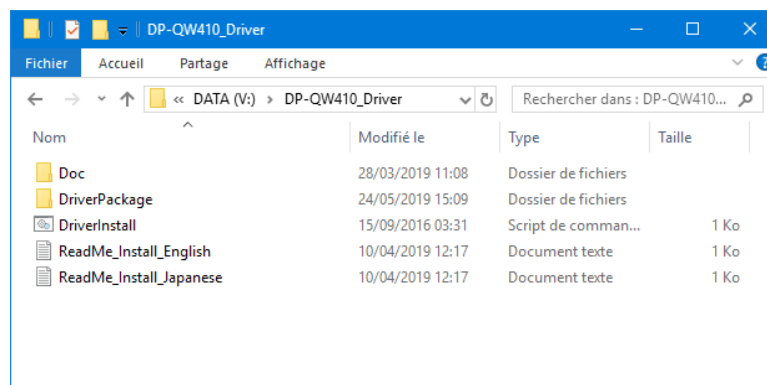 DP-QW410_Driver
Fichier Accueil Partage Affichage
« DATA (V:) > DP-QW410_Driver Rechercher dans : DP-QW410...
Nom Modifié le Type Taille
Doc 28/03/2019 11:08 Dossier de fichiers
DriverPackage 24/05/2019 15:09 Dossier de fichiers
DriverInstall 15/09/2016 03:31 Script de comman... 1 Ko
ReadMe_Install_English 10/04/2019 12:17 Document texte 1 Ko
ReadMe_Install_Japanese 10/04/2019 12:17 Document texte 1 Ko